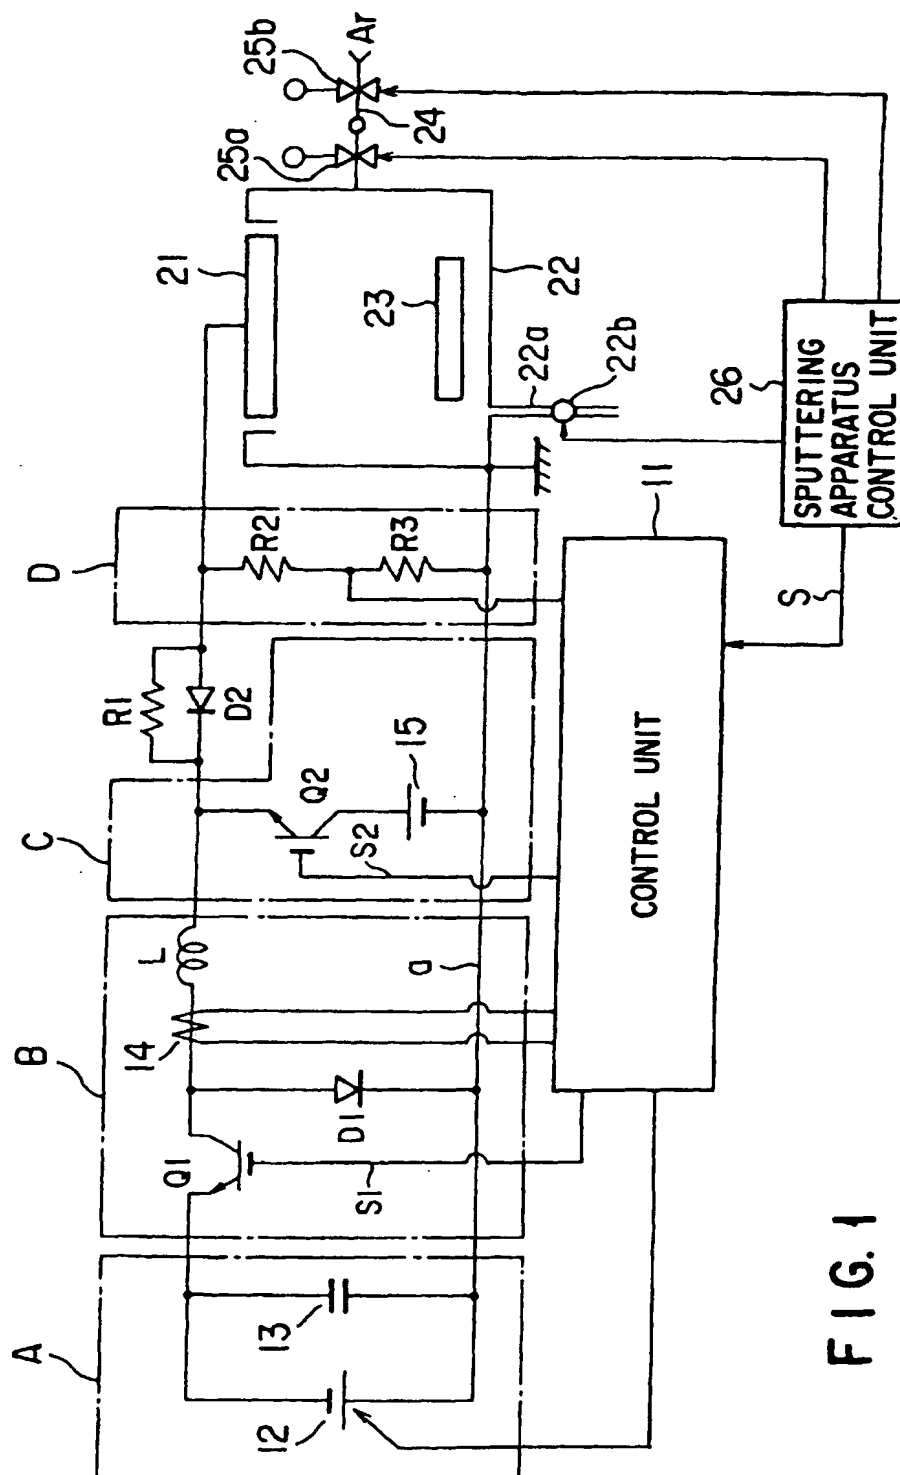 A
B
C
D
12
13
Q1
S1
D1
14
L
a
Q2
S2
15
R1
D2
R2
R3
21
22
23
22a
22b
24
25a
25b
Ar
CONTROL UNIT
11
S
26
SPUTTERING
APPARATUS
CONTROL UNIT
FIG. 1